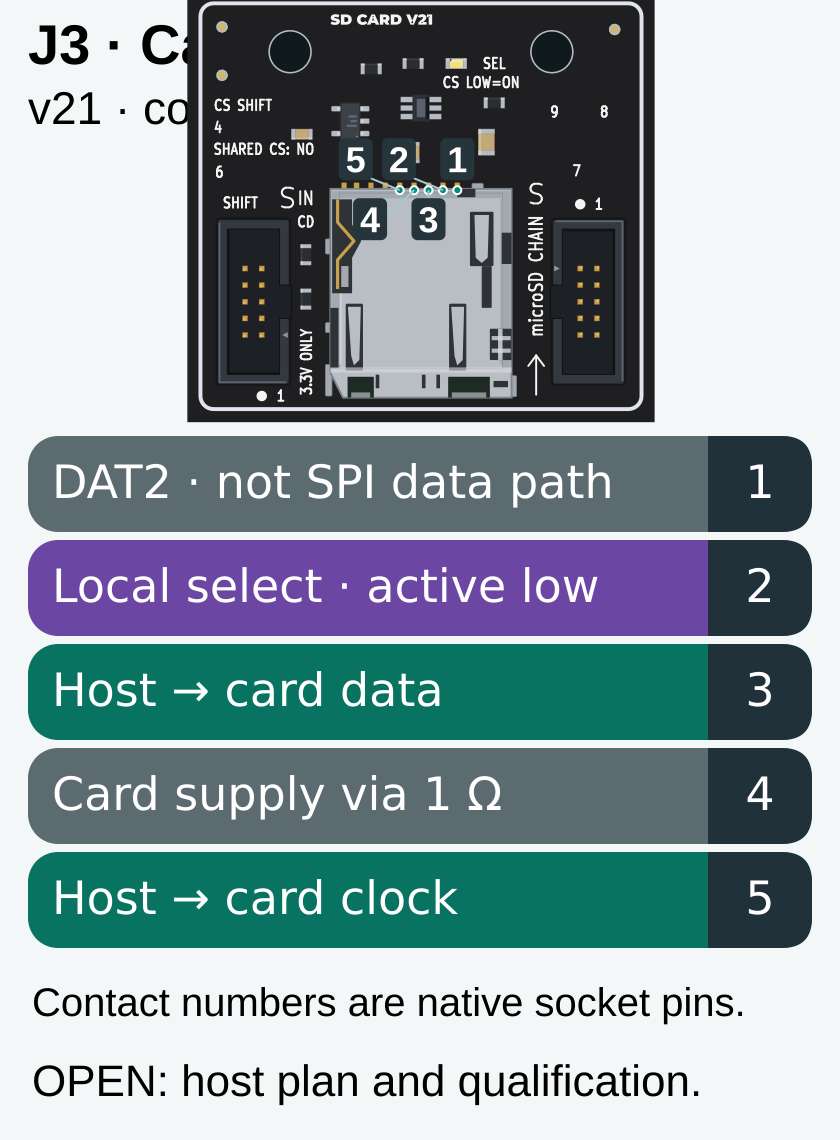 J3 · Ca
v21 · co
SD CARD V21
SEL
CS LOW=ON
CS SHIFT
4
SHARED CS: NO
6
9 8
7
5 2 1
4 3
SHIFT
SIN
CD
S
1
microSD CHAIN
3.3V ONLY
1
DAT2 · not SPI data path 1
Local select · active low 2
Host → card data 3
Card supply via 1 Ω 4
Host → card clock 5
Contact numbers are native socket pins.
OPEN: host plan and qualification.